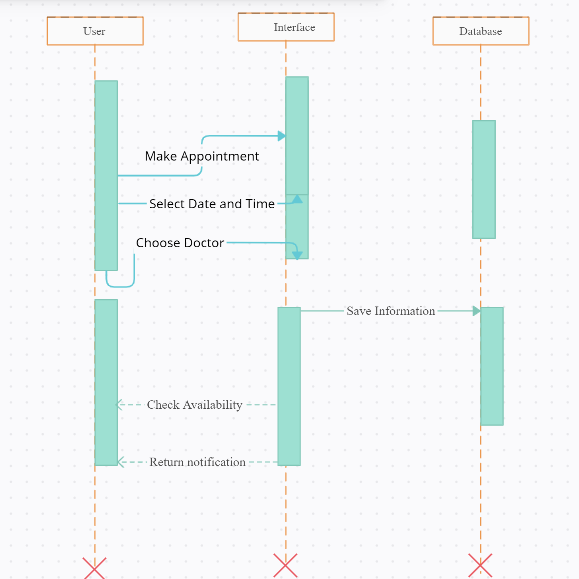 User
Interface
Database
Make Appointment
Select Date and Time
Choose Doctor
Save Information
Check Availability
Return notification